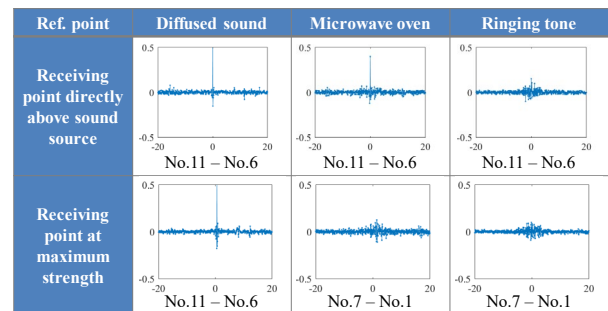 Ref. point Diffused sound Microwave oven Ringing tone
Receiving
point directly
above sound
source
0.5
0
-0.5
-20 0 20
No.11 – No.6
0.5
0
-0.5
-20 0 20
No.11 – No.6
0.5
0
-0.5
-20 0 20
No.11 – No.6
Receiving
point at
maximum
strength
0.5
0
-0.5
-20 0 20
No.11 – No.6
0.5
0
-0.5
-20 0 20
No.7 – No.1
0.5
0
-0.5
-20 0 20
No.7 – No.1